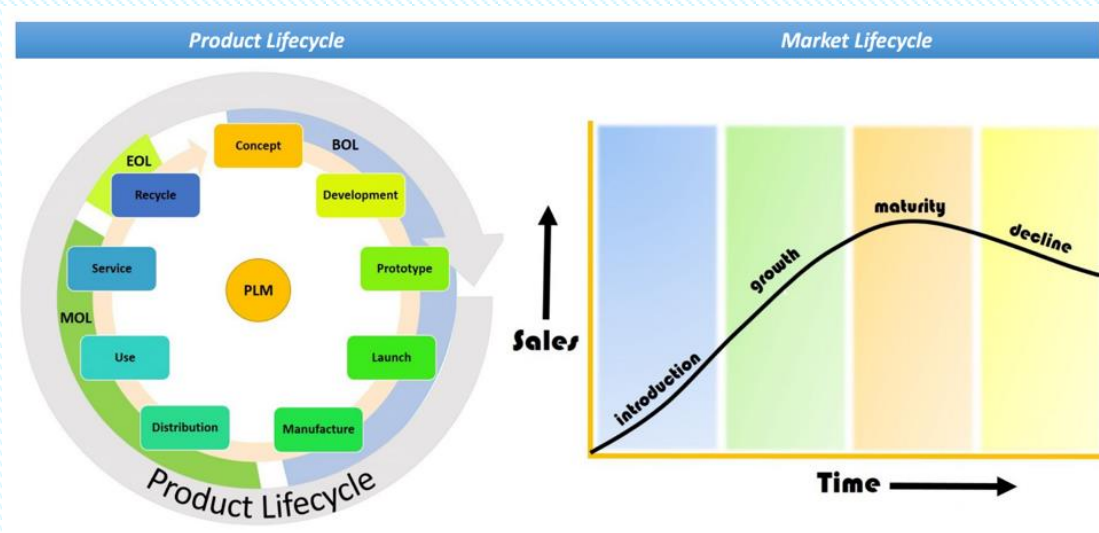 Product Lifecycle
Market Lifecycle
Concept
BOL
EOL
Recycle
Development
Service
Prototype
PLM
MOL
Use
Launch
Distribution
Manufacture
Product Lifecycle
Sales
introduction
growth
maturity
decline
Time